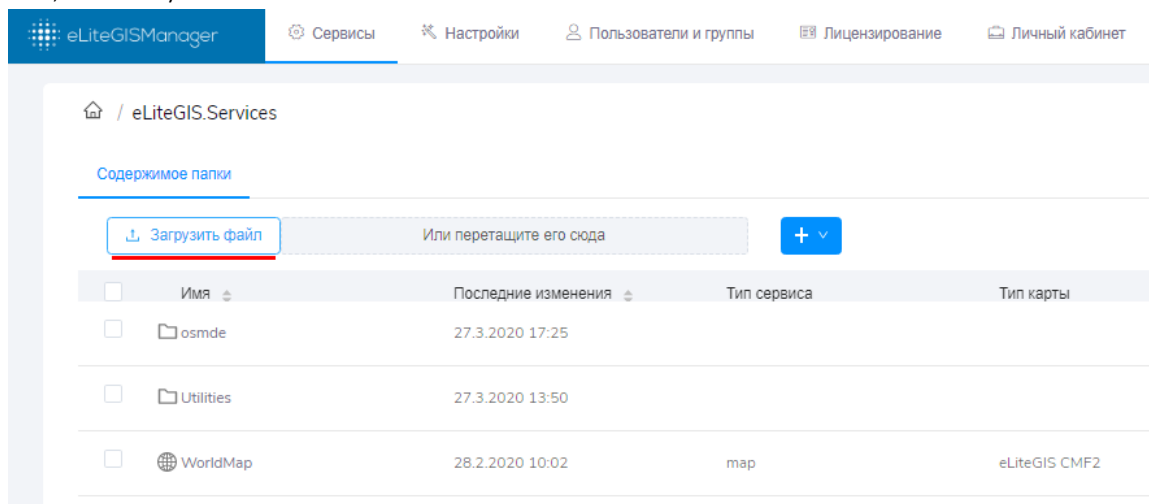 eLiteGISManager Сервисы Настройки Пользователи и группы Лицензирование Личный кабинет
/ eLiteGIS.Services
Содержимое папки
Загрузить файл Или перетащите его сюда +
Имя Последние изменения Тип сервиса Тип карты
osmde 27.3.2020 17:25
Utilities 27.3.2020 13:50
WorldMap 28.2.2020 10:02 map eLiteGIS CMF2